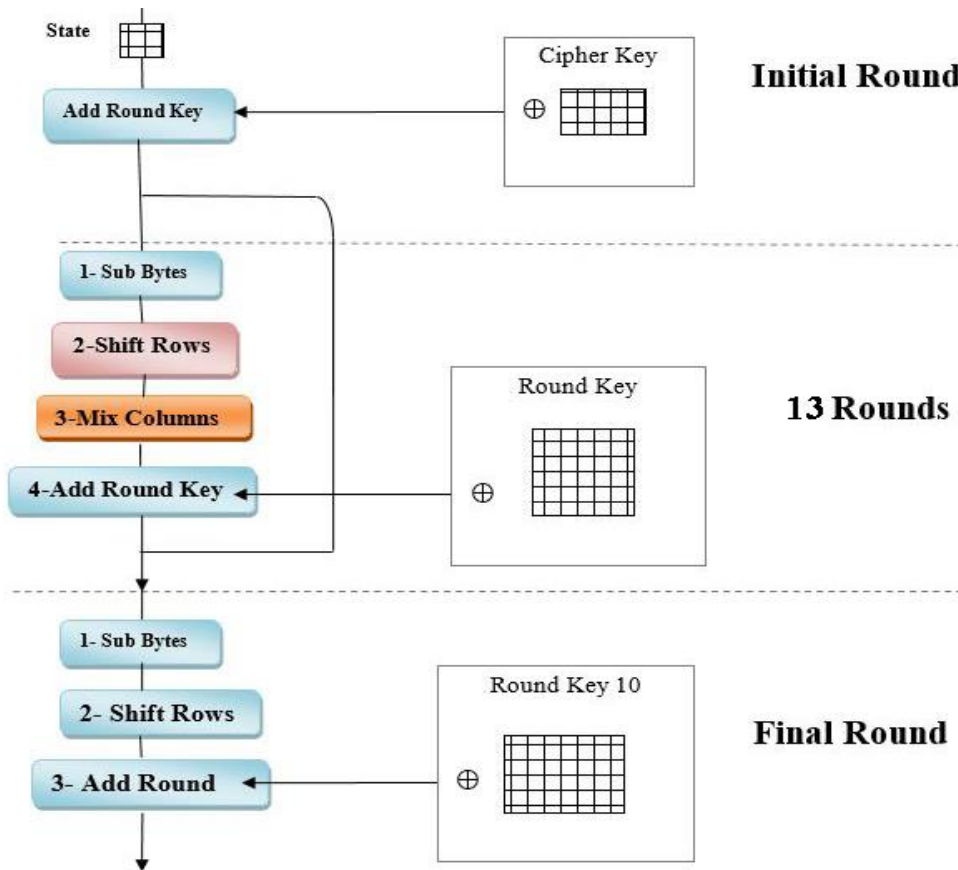 State
Cipher Key
Initial Round
Add Round Key
1- Sub Bytes
2-Shift Rows
Round Key
13 Rounds
3-Mix Columns
4-Add Round Key
1- Sub Bytes
Round Key 10
2- Shift Rows
Final Round
3- Add Round